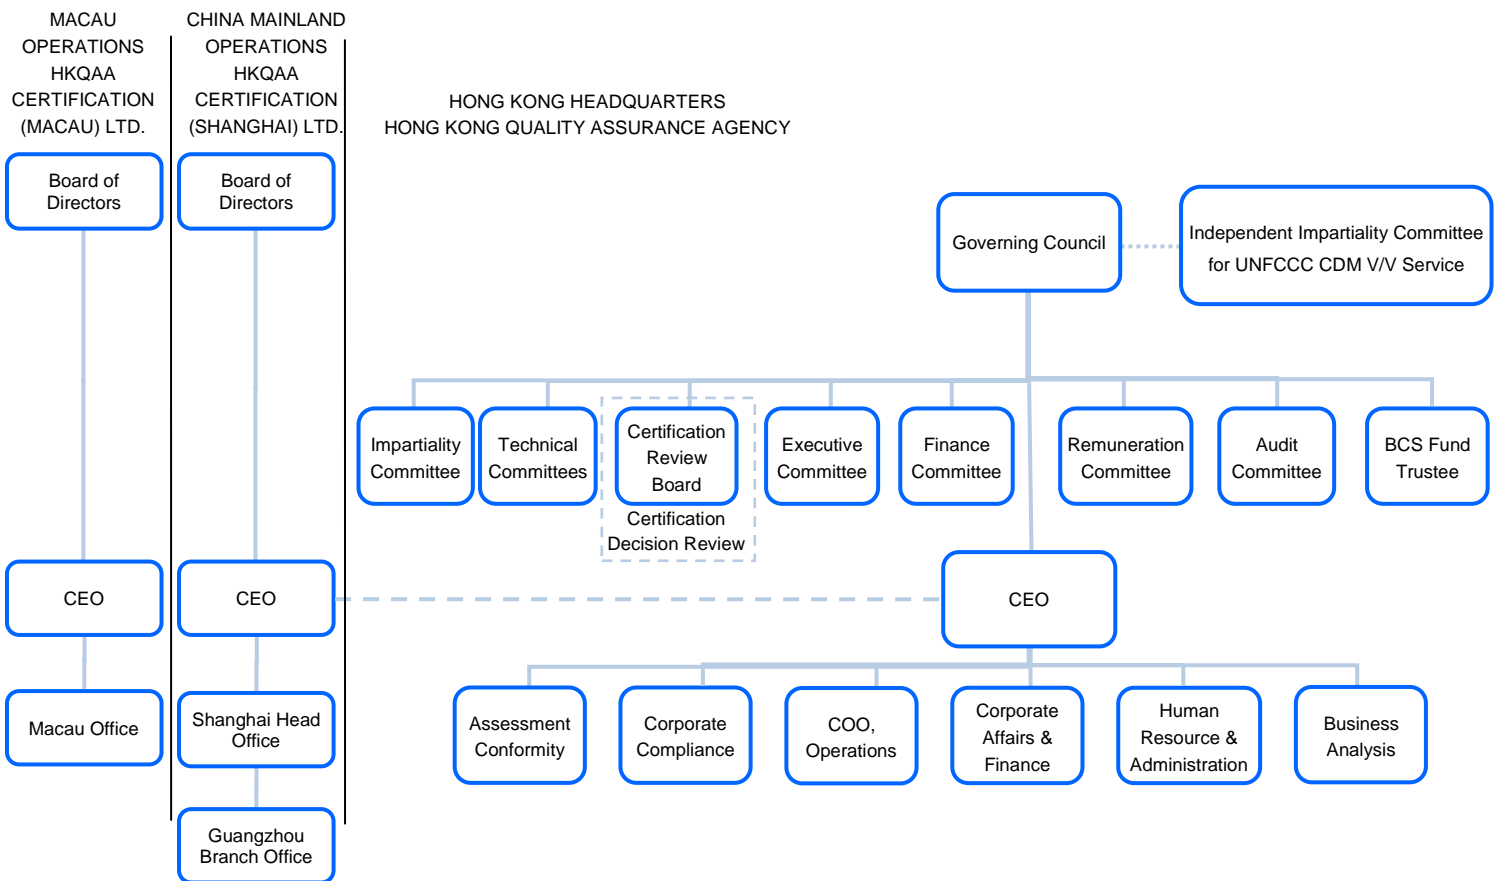 MACAU
OPERATIONS
HKQAA
CERTIFICATION
(MACAU) LTD.
CHINA MAINLAND
OPERATIONS
HKQAA
CERTIFICATION
(SHANGHAI) LTD.
HONG KONG HEADQUARTERS
HONG KONG QUALITY ASSURANCE AGENCY
Board of
Directors
Board of
Directors
Governing Council
Independent Impartiality Committee
for UNFCCC CDM V/V Service
Impartiality
Committee
Technical
Committees
Certification
Review
Board
Certification
Decision Review
Executive
Committee
Finance
Committee
Remuneration
Committee
Audit
Committee
BCS Fund
Trustee
CEO
CEO
CEO
Macau Office
Shanghai Head
Office
Assessment
Conformity
Corporate
Compliance
COO,
Operations
Corporate
Affairs &
Finance
Human
Resource &
Administration
Business
Analysis
Guangzhou
Branch Office